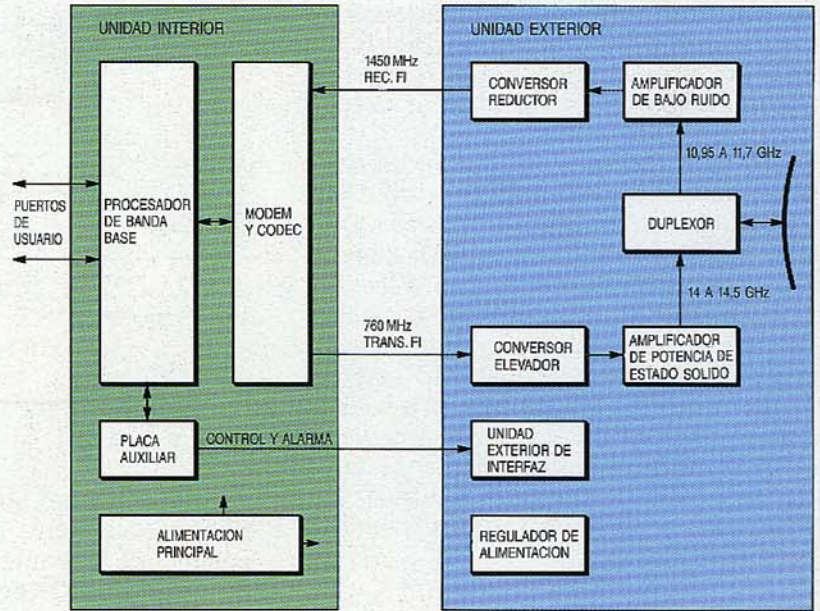 UNIDAD INTERIOR
PROCESADOR
DE BANDA
BASE
MODEM
Y CODEC
PUERTOS
DE
USUARIO
PLACA
AUXILIAR
CONTROL Y ALARMA
ALIMENTACION
PRINCIPAL
1450 MHz
REC. FI
760 MHz
TRANS. FI
UNIDAD EXTERIOR
CONVERSOR
REDUCTOR
AMPLIFICADOR
DE BAJO RUIDO
10,95 A 11,7 GHz
DUPLEXOR
14 A 14,5 GHz
CONVERSOR
ELEVADOR
AMPLIFICADOR
DE POTENCIA DE
ESTADO SOLIDO
UNIDAD
EXTERIOR DE
INTERFAZ
REGULADOR DE
ALIMENTACION